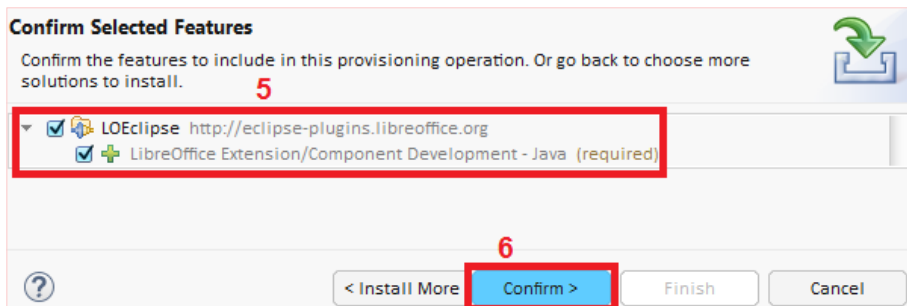 Confirm Selected Features
Confirm the features to include in this provisioning operation. Or go back to choose more
solutions to install.
5
LOEclipse http://eclipse-plugins.libreoffice.org
LibreOffice Extension/Component Development - Java (required)
6
?
< Install More Confirm > Finish Cancel